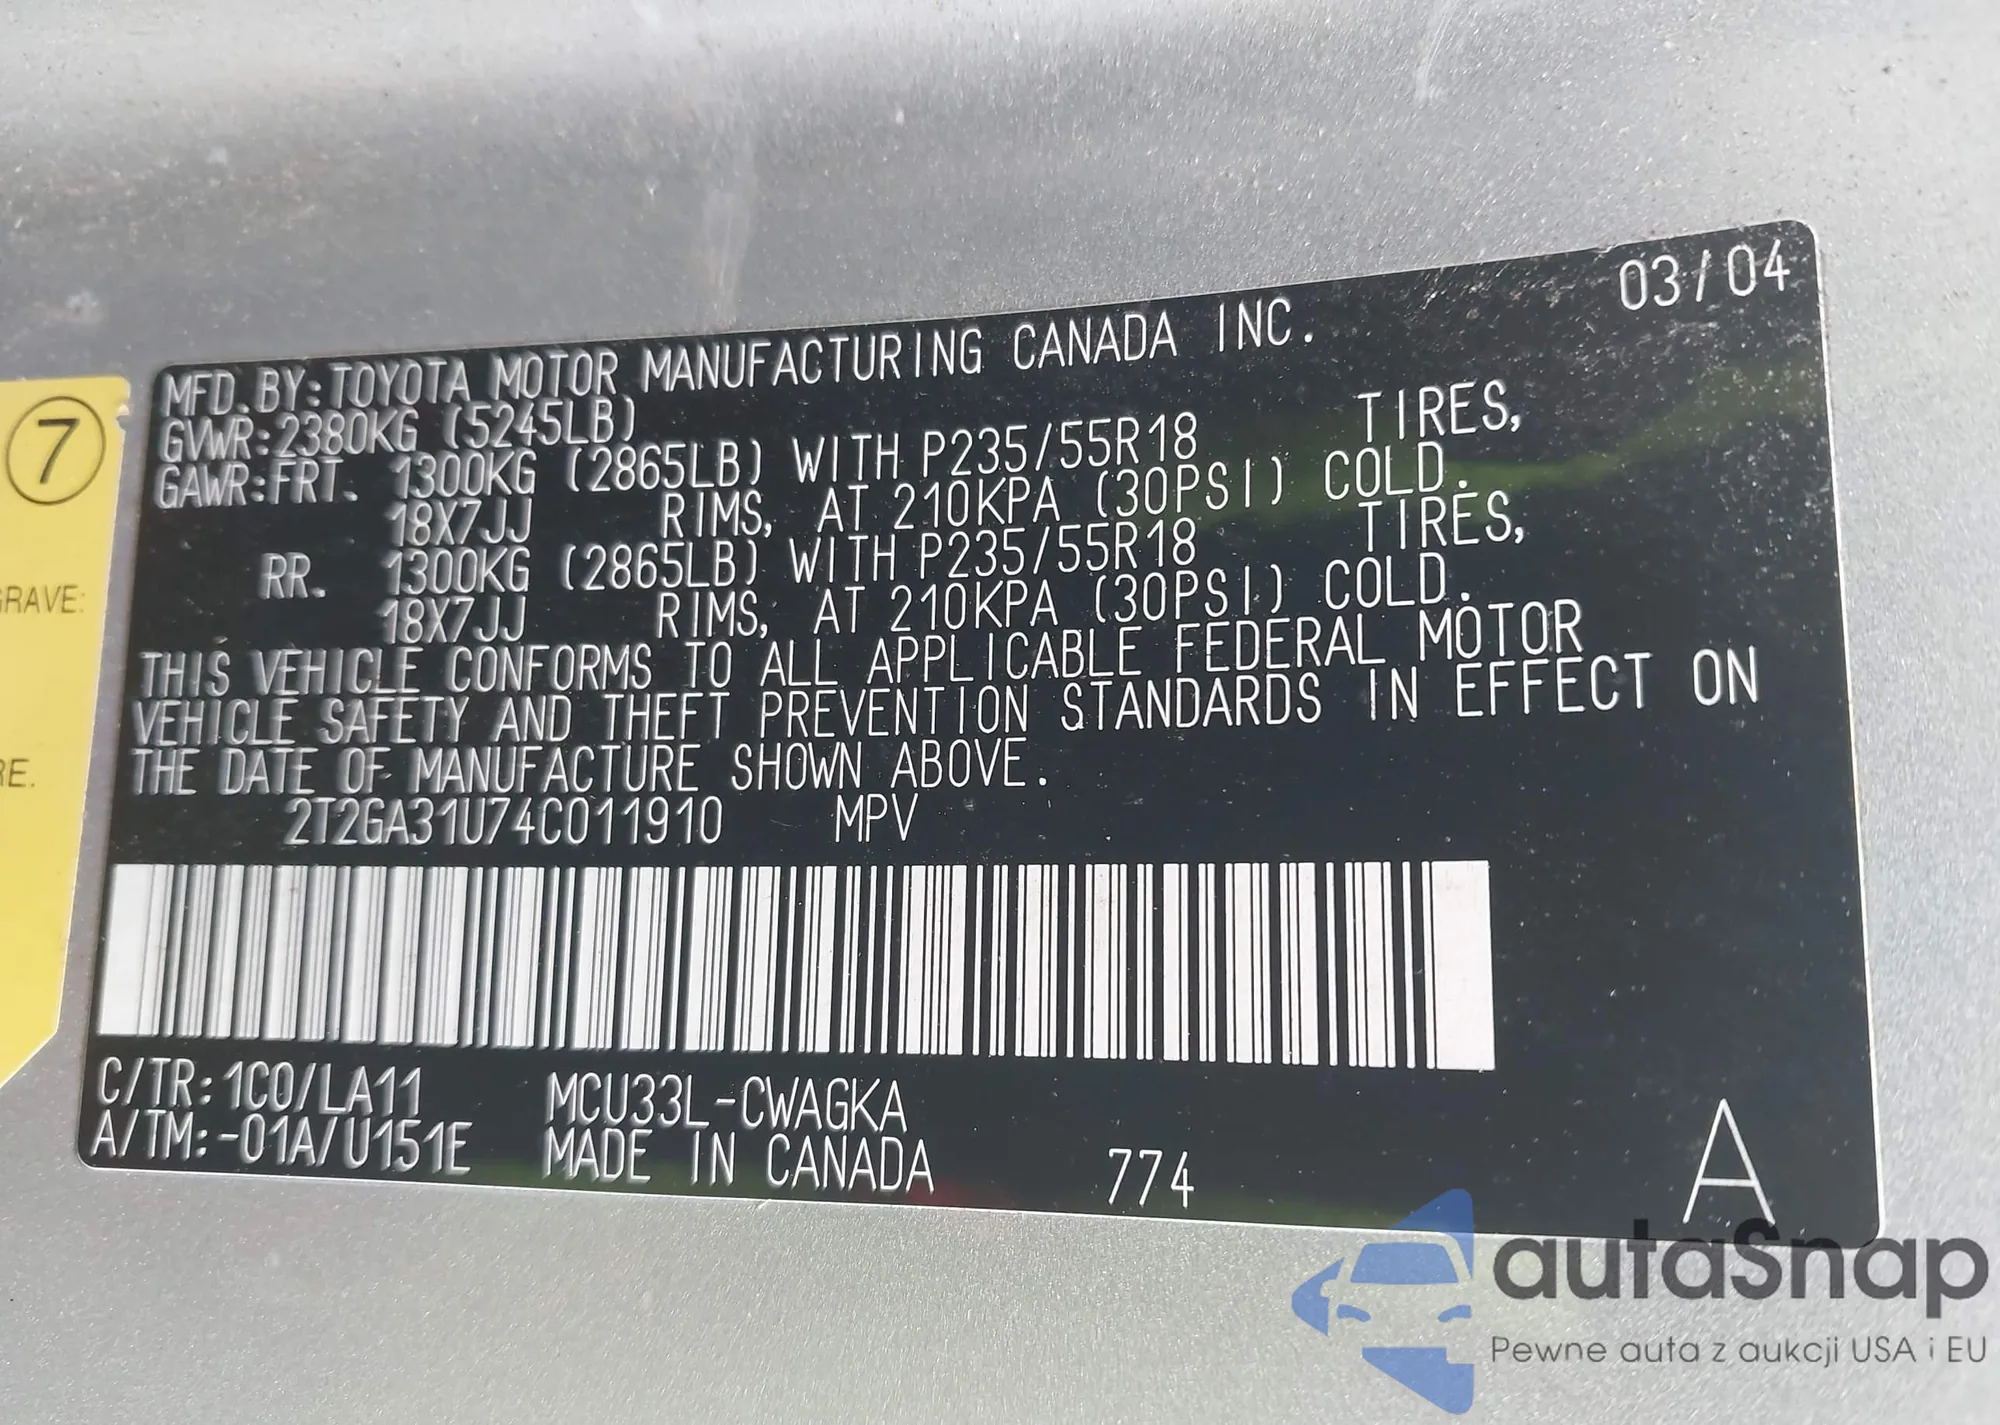 03/04
MFD. BY: TOYOTA MOTOR MANUFACTURING CANADA INC.
GVWR: 2380KG (5245LB)
GAWR: FRT. 1300KG (2865LB) WITH P235/55R18 TIRES,
18X7JJ RIMS, AT 210KPA (30PSI) COLD.
RR. 1300KG (2865LB) WITH P235/55R18 TIRES,
18X7JJ RIMS, AT 210KPA (30PSI) COLD.
THIS VEHICLE CONFORMS TO ALL APPLICABLE FEDERAL MOTOR
VEHICLE SAFETY AND THEFT PREVENTION STANDARDS IN EFFECT ON
THE DATE OF MANUFACTURE SHOWN ABOVE.
2T2GA31U74C011910 MPV
C/TR: 1C0/LA11 MCU33L-CWAGKA
A/TM: -01A/U151E MADE IN CANADA 774 A
7
GRAVE:
RE.
autaSnap
Pewne auta z aukcji USA i EU